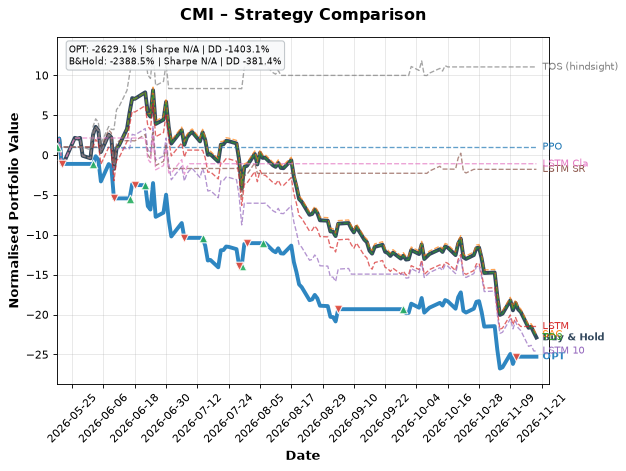 CMI – Strategy Comparison
OPT: -2629.1% | Sharpe N/A | DD -1403.1%
B&Hold: -2388.5% | Sharpe N/A | DD -381.4%
Normalised Portfolio Value
10
5
0
−5
−10
−15
−20
−25
TOS (hindsight)
PPO
LSTM Cla
LSTM SR
LSTM
Buy & Hold
LSTM 10
OPT
2026-05-25
2026-06-06
2026-06-18
2026-06-30
2026-07-12
2026-07-24
2026-08-05
2026-08-17
2026-08-29
2026-09-10
2026-09-22
2026-10-04
2026-10-16
2026-10-28
2026-11-09
2026-11-21
Date